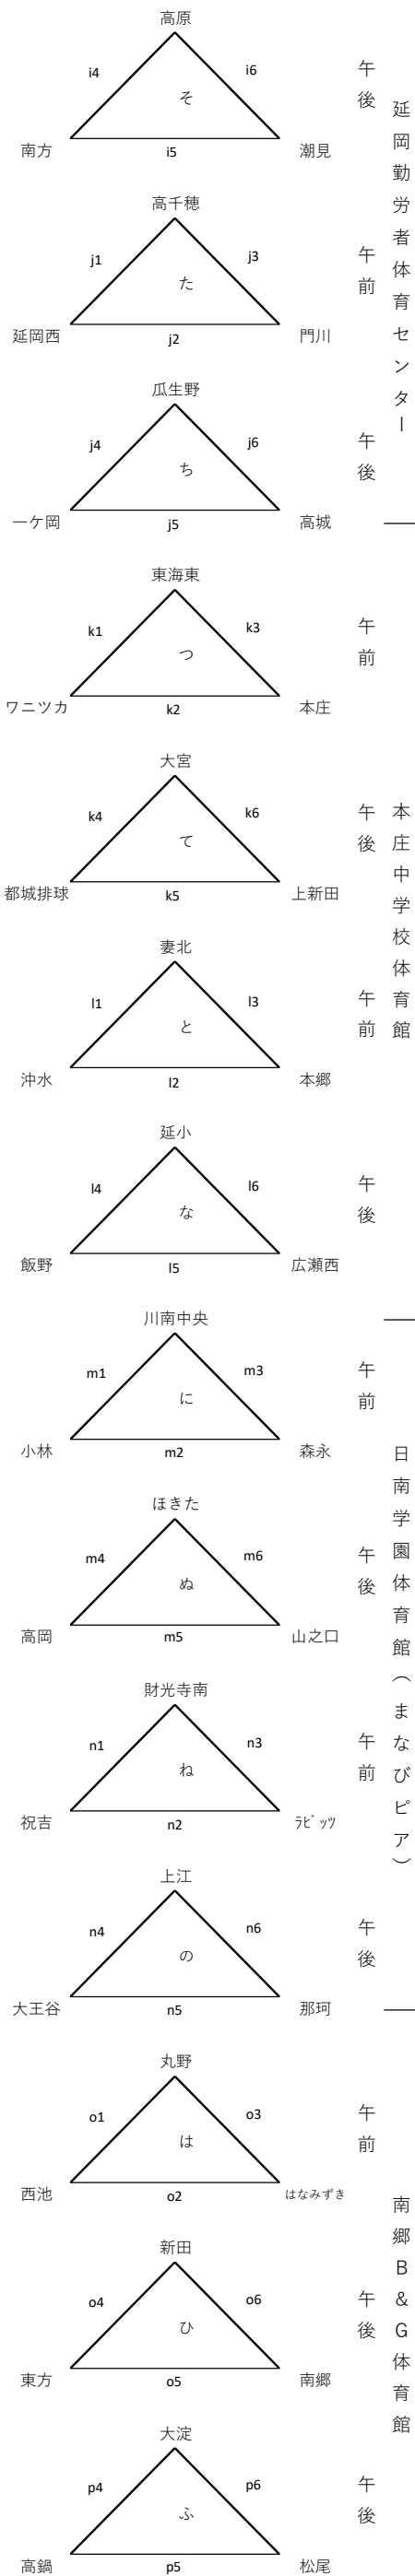 高原
i4
i6
そ
南方
i5
潮見
午後
高千穂
j1
j3
た
延岡西
j2
門川
午前
瓜生野
j4
j6
ち
一ケ岡
j5
高城
午後
延岡勤労者体育センター
東海東
k1
k3
つ
ワニツカ
k2
本庄
午前
大宮
k4
k6
て
都城排球
k5
上新田
午後
妻北
l1
l3
と
沖水
l2
本郷
午前
延小
l4
l6
な
飯野
l5
広瀬西
午後
本庄中学校体育館
川南中央
m1
m3
に
小林
m2
森永
午前
ほきた
m4
m6
ぬ
高岡
m5
山之口
午後
財光寺南
n1
n3
ね
祝吉
n2
ﾗﾋﾞｯﾂ
午前
上江
n4
n6
の
大王谷
n5
那珂
午後
日南学園体育館(まなびピア)
丸野
o1
o3
は
西池
o2
はなみずき
午前
新田
o4
o6
ひ
東方
o5
南郷
午後
大淀
p4
p6
ふ
高鍋
p5
松尾
午後
南郷B&G体育館